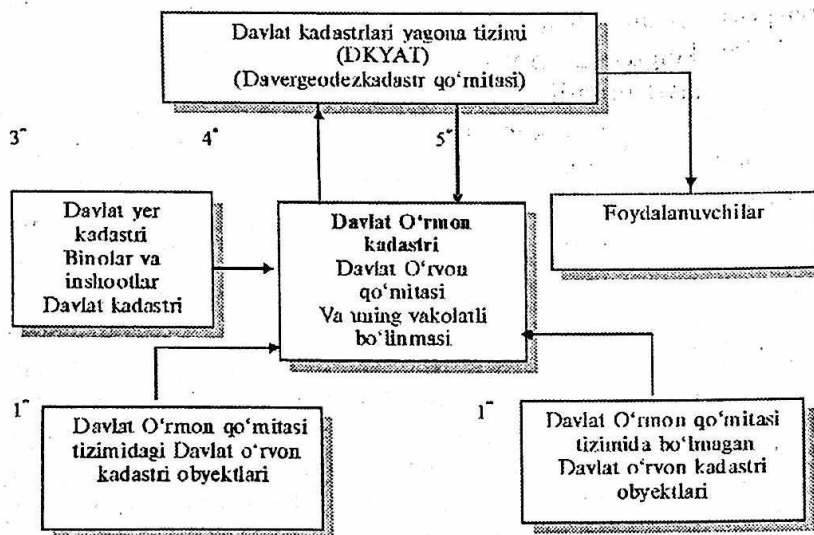 Davlat kadastrlari yagona tizimi
(DKYAT)
(Davergeodezkadastr qo‘mitasi)
3
4
5
Davlat yer
kadastri
Binolar va
inshootlar
Davlat kadastri
Davlat O‘rmon
kadastri
Davlat O‘rvon
qo‘mitasi
Va uning vakolatli
bo‘linmasi
Foydalanuvchilar
1
Davlat O‘rmon qo‘mitasi
tizimidagi Davlat o‘rvon
kadastri obyektlari
1
Davlat O‘rmon qo‘mitasi
tizimida bo‘lmagan
Davlat o‘rvon kadastri
obyektlari